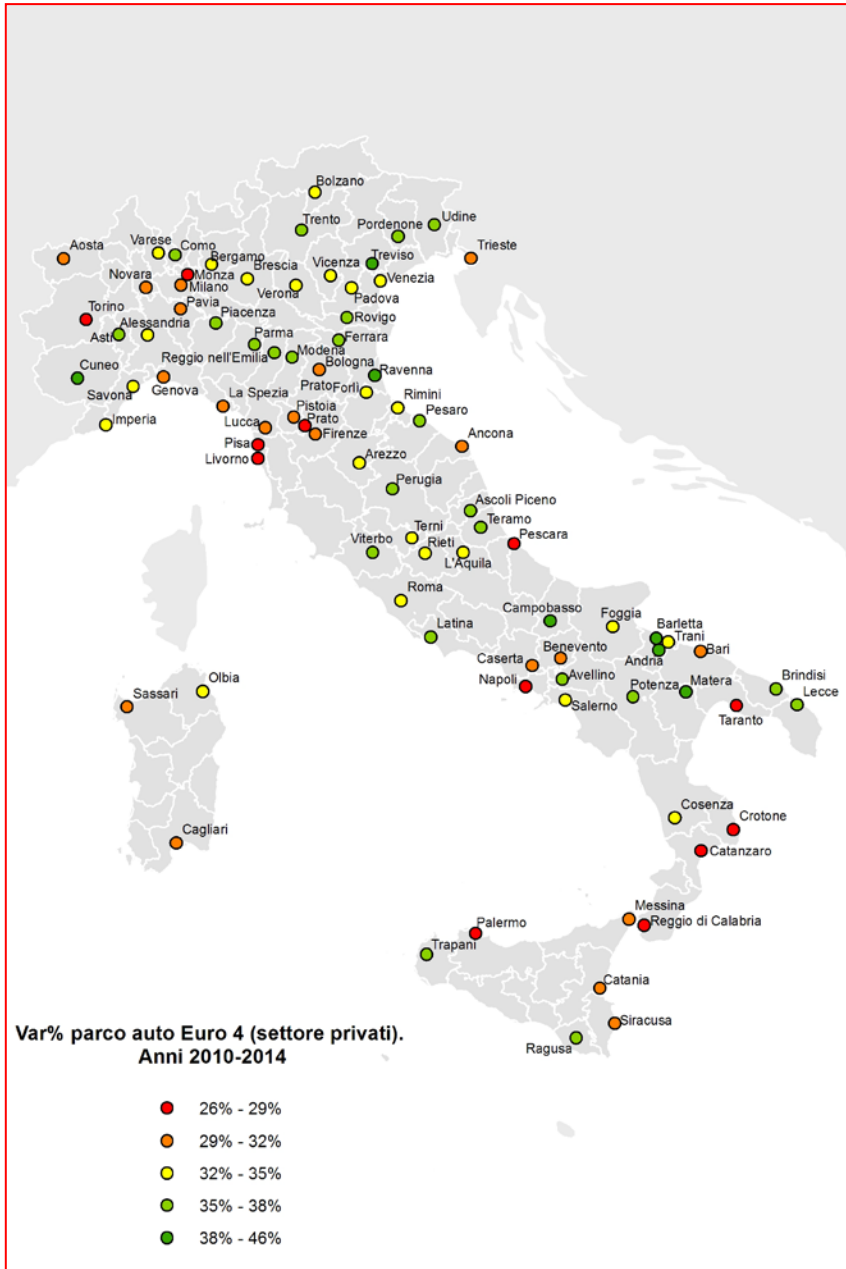 Bolzano
Trento
Pordenone
Udine
Aosta
Varese
Como
Bergamo
Brescia
Vicenza
Treviso
Trieste
Novara
Monza
Milano
Verona
Venezia
Padova
Torino
Pavia
Piacenza
Rovigo
Asti
Alessandria
Parma
Ferrara
Cuneo
Reggio nell'Emilia
Modena
Bologna
Ravenna
Savona
Genova
Prato
Forlì
La Spezia
Rimini
Imperia
Pistoia
Prato
Pesaro
Lucca
Firenze
Ancona
Pisa
Livorno
Arezzo
Perugia
Ascoli Piceno
Teramo
Terni
Pescara
Viterbo
Rieti
L'Aquila
Roma
Campobasso
Foggia
Barletta
Latina
Trani
Benevento
Bari
Caserta
Andria
Olbia
Napoli
Avellino
Potenza
Matera
Brindisi
Sassari
Salerno
Lecce
Taranto
Cosenza
Crotone
Cagliari
Catanzaro
Messina
Palermo
Reggio di Calabria
Trapani
Catania
Siracusa
Ragusa
Var% parco auto Euro 4 (settore privati).
Anni 2010-2014
26% - 29%
29% - 32%
32% - 35%
35% - 38%
38% - 46%